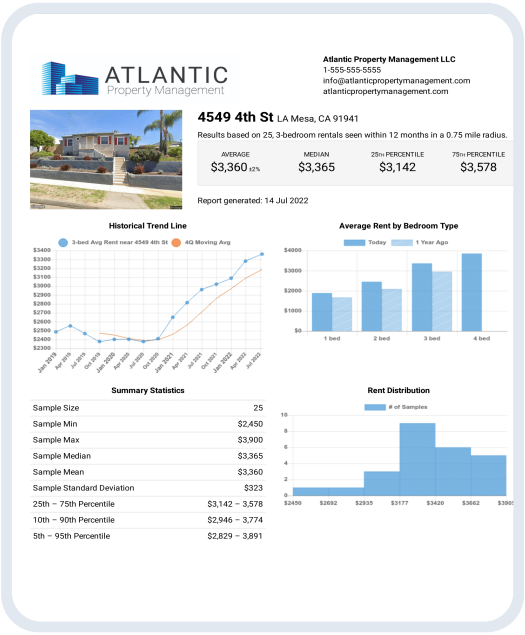 ATLANTIC
Property Management
Atlantic Property Management LLC
1-555-555-5555
info@atlanticpropertymanagement.com
atlanticpropertymanagement.com
4549 4th St LA Mesa, CA 91941
Results based on 25, 3-bedroom rentals seen within 12 months in a 0.75 mile radius.
AVERAGE MEDIAN 25TH PERCENTILE 75TH PERCENTILE
$3,360 ±2% $3,365 $3,142 $3,578
Report generated: 14 Jul 2022
Historical Trend Line
3-bed Avg Rent near 4549 4th St 4Q Moving Avg
$3400
$3300
$3200
$3100
$3000
$2900
$2800
$2700
$2600
$2500
$2400
$2300
Jan 2019 Apr 2019 Jul 2019 Oct 2019 Jan 2020 Apr 2020 Jul 2020 Oct 2020 Jan 2021 Apr 2021 Jul 2021 Oct 2021 Jan 2022 Apr 2022 Jul 2022
Average Rent by Bedroom Type
Today 1 Year Ago
$4000
$3000
$2000
$1000
$0
1 bed 2 bed 3 bed 4 bed
Summary Statistics
Sample Size 25
Sample Min $2,450
Sample Max $3,900
Sample Median $3,365
Sample Mean $3,360
Sample Standard Deviation $323
25th – 75th Percentile $3,142 – 3,578
10th – 90th Percentile $2,946 – 3,774
5th – 95th Percentile $2,829 – 3,891
Rent Distribution
# of Samples
10
8
6
4
2
0
$2450 $2692 $2935 $3177 $3420 $3662 $3905